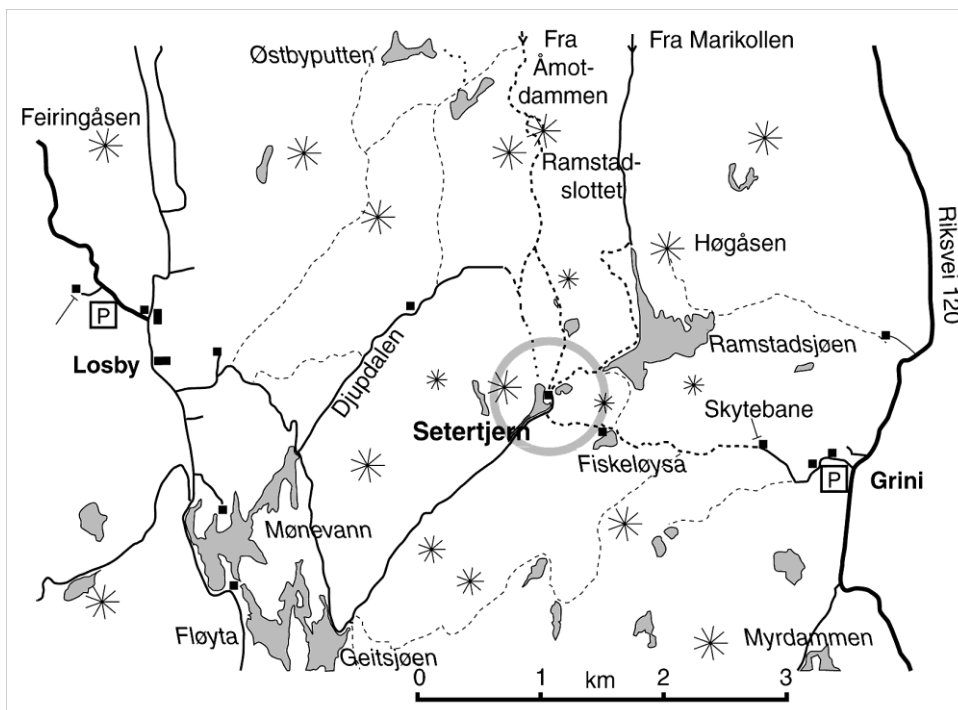 Østbyputten
Fra
Åmot-
dammen
Fra Marikollen
Feiringåsen
Ramstad-
slottet
Høgåsen
Riksvei 120
P
Losby
Djupdalen
Ramstadsjøen
Setertjern
Skytebane
Fiskeløysa
P
Grini
Mønevann
Fløyta
Geitsjøen
Myrdammen
0 1 km 2 3